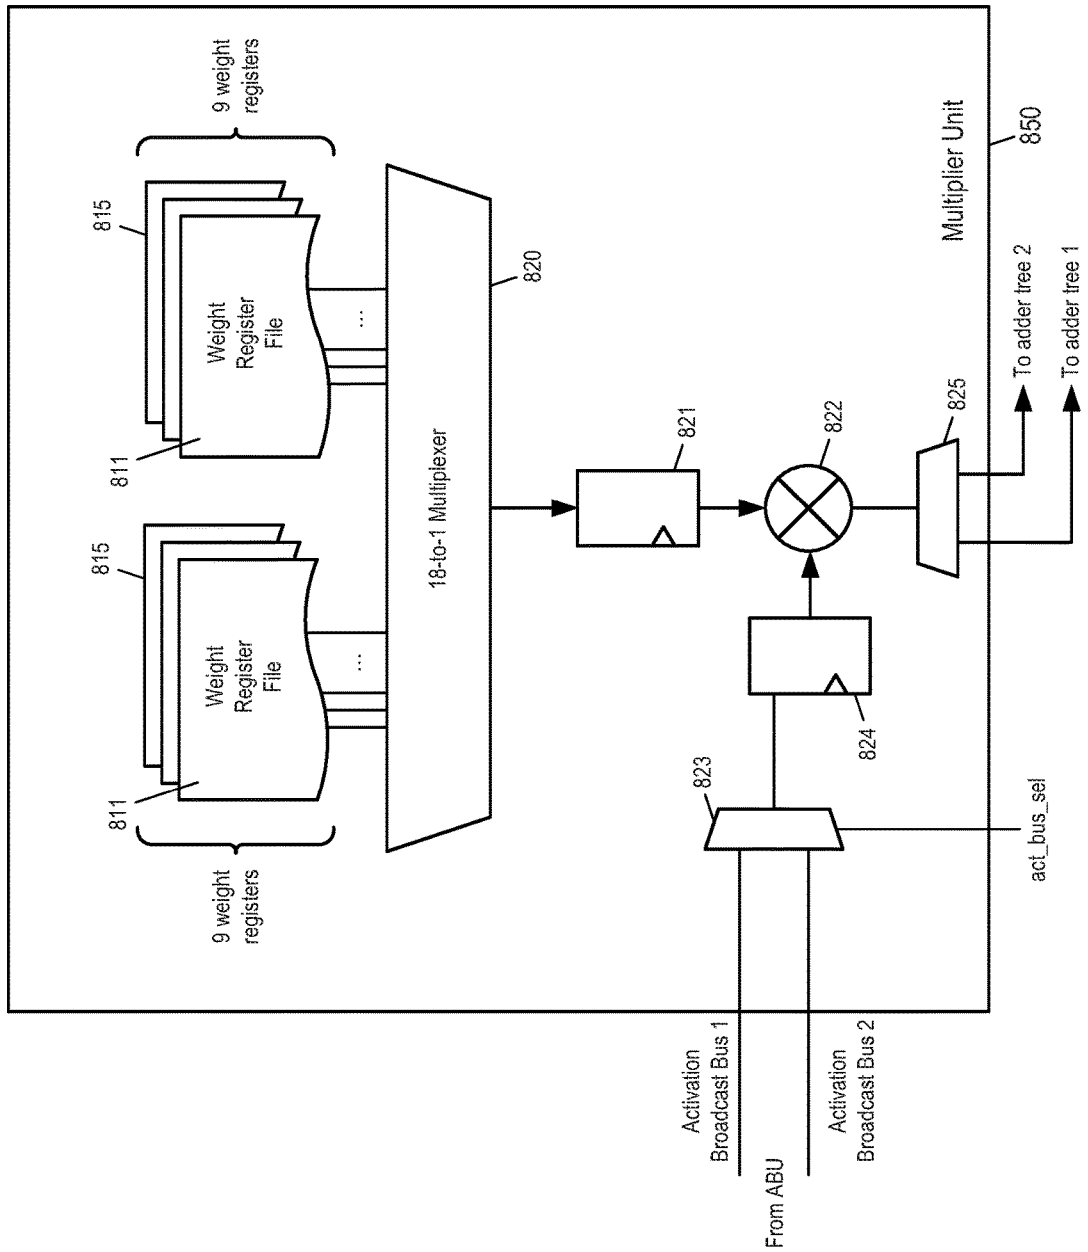 9 weight
registers
9 weight
registers
815
815
811
811
Weight
Register
File
Weight
Register
File
...
...
18-to-1 Multiplexer
820
821
822
823
824
825
act_bus_sel
Activation
Broadcast Bus 1
From ABU
Activation
Broadcast Bus 2
Multiplier Unit
850
To adder tree 2
To adder tree 1